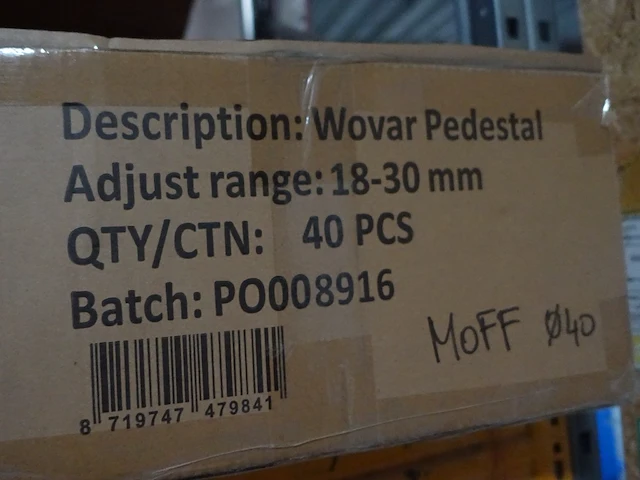 Description: Wovar Pedestal
Adjust range: 18-30 mm
QTY/CTN: 40 PCS
Batch: PO008916
MOFF Ø40
8 719747 479841